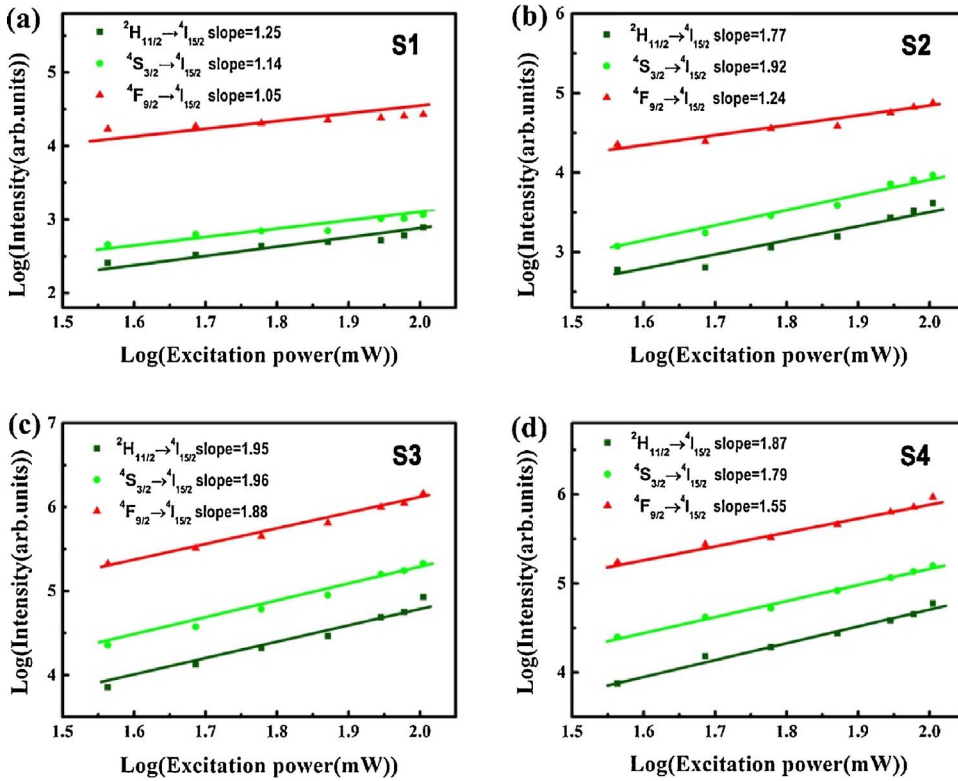 (a)
²H₁₁/₂→⁴I₁₅/₂ slope=1.25
⁴S₃/₂→⁴I₁₅/₂ slope=1.14
⁴F₉/₂→⁴I₁₅/₂ slope=1.05
S1
Log(Intensity(arb.units))
5
4
3
2
1.5 1.6 1.7 1.8 1.9 2.0
Log(Excitation power(mW))
(b)
²H₁₁/₂→⁴I₁₅/₂ slope=1.77
⁴S₃/₂→⁴I₁₅/₂ slope=1.92
⁴F₉/₂→⁴I₁₅/₂ slope=1.24
S2
Log(Intensity(arb.units))
6
5
4
3
1.5 1.6 1.7 1.8 1.9 2.0
Log(Excitation power(mW))
(c)
²H₁₁/₂→⁴I₁₅/₂ slope=1.95
⁴S₃/₂→⁴I₁₅/₂ slope=1.96
⁴F₉/₂→⁴I₁₅/₂ slope=1.88
S3
Log(Intensity(arb.units))
7
6
5
4
1.5 1.6 1.7 1.8 1.9 2.0
Log(Excitation power(mW))
(d)
²H₁₁/₂→⁴I₁₅/₂ slope=1.87
⁴S₃/₂→⁴I₁₅/₂ slope=1.79
⁴F₉/₂→⁴I₁₅/₂ slope=1.55
S4
Log(Intensity(arb.units))
6
5
4
1.5 1.6 1.7 1.8 1.9 2.0
Log(Excitation power(mW))